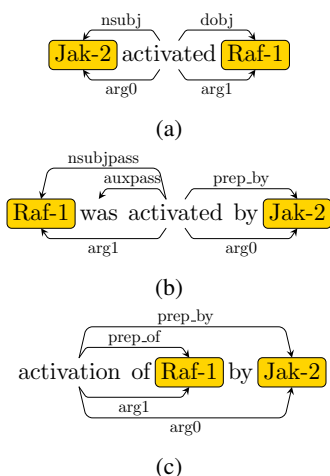 nsubj dobj
Jak-2 activated Raf-1
arg0 arg1
(a)
nsubjpass
auxpass prep_by
Raf-1 was activated by Jak-2
arg1 arg0
(b)
prep_by
prep_of
activation of Raf-1 by Jak-2
arg1
arg0
(c)